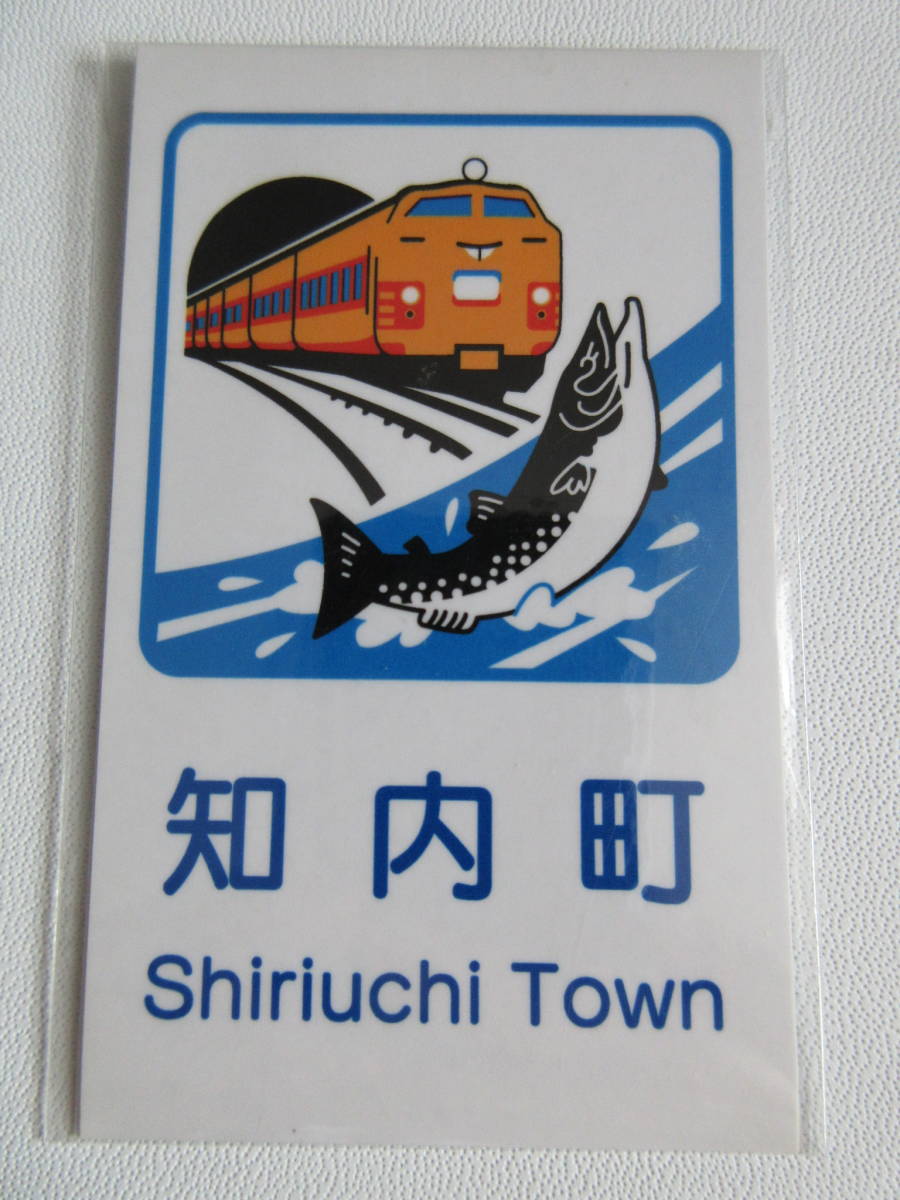 知内町
Shiriuchi Town